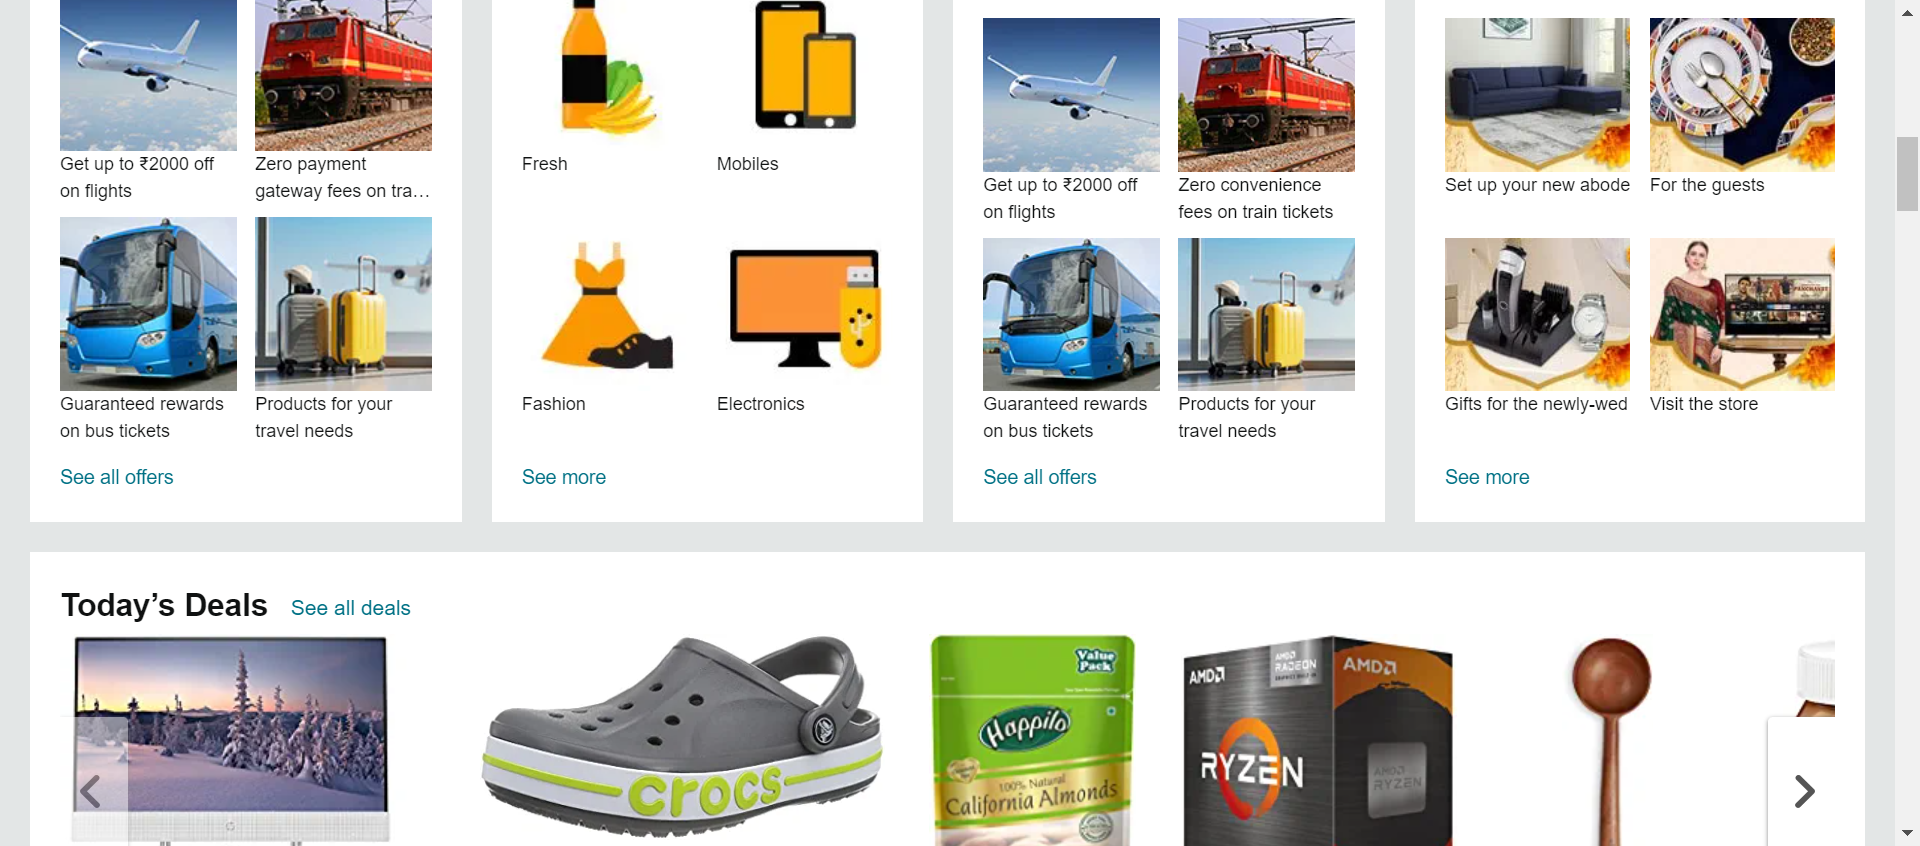 Get up to ₹2000 off
on flights
Zero payment
gateway fees on tra...
Guaranteed rewards
on bus tickets
Products for your
travel needs
See all offers
Fresh
Mobiles
Fashion
Electronics
See more
Get up to ₹2000 off
on flights
Zero convenience
fees on train tickets
Guaranteed rewards
on bus tickets
Products for your
travel needs
See all offers
Set up your new abode
For the guests
Gifts for the newly-wed
Visit the store
See more
Today’s Deals See all deals
crocs
Value
Pack
Happilo
100% Natural
California Almonds
AMD
AMD
RADEON
RYZEN
AMD
AMD
RYZEN